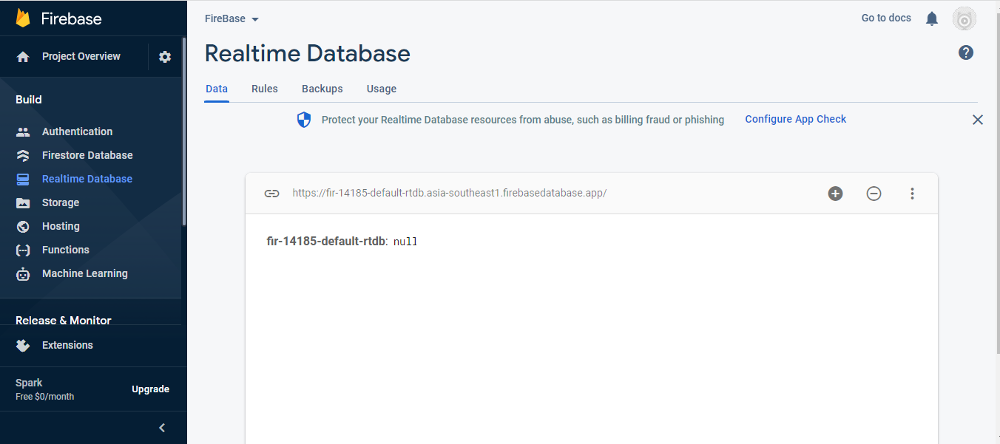 Firebase
Project Overview
Build
Authentication
Firestore Database
Realtime Database
Storage
Hosting
Functions
Machine Learning
Release & Monitor
Extensions
Spark
Free $0/month
Upgrade
FireBase
Go to docs
Realtime Database
Data Rules Backups Usage
Protect your Realtime Database resources from abuse, such as billing fraud or phishing Configure App Check
https://fir-14185-default-rtdb.asia-southeast1.firebasedatabase.app/
fir-14185-default-rtdb: null